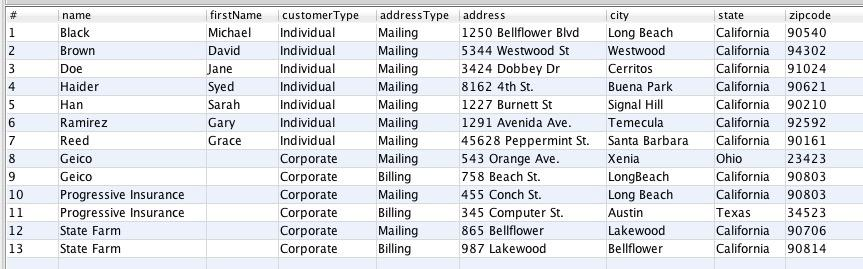 # name firstName customerType addressType address city state zipcode
1 Black Michael Individual Mailing 1250 Bellflower Blvd Long Beach California 90540
2 Brown David Individual Mailing 5344 Westwood St Westwood California 94302
3 Doe Jane Individual Mailing 3424 Dobbey Dr Cerritos California 91024
4 Haider Syed Individual Mailing 8162 4th St. Buena Park California 90621
5 Han Sarah Individual Mailing 1227 Burnett St Signal Hill California 90210
6 Ramirez Gary Individual Mailing 1291 Avenida Ave. Temecula California 92592
7 Reed Grace Individual Mailing 45628 Peppermint St. Santa Barbara California 90161
8 Geico Corporate Mailing 543 Orange Ave. Xenia Ohio 23423
9 Geico Corporate Billing 758 Beach St. LongBeach California 90803
10 Progressive Insurance Corporate Mailing 455 Conch St. Long Beach California 90803
11 Progressive Insurance Corporate Billing 345 Computer St. Austin Texas 34523
12 State Farm Corporate Mailing 865 Bellflower Lakewood California 90706
13 State Farm Corporate Billing 987 Lakewood Bellflower California 90814